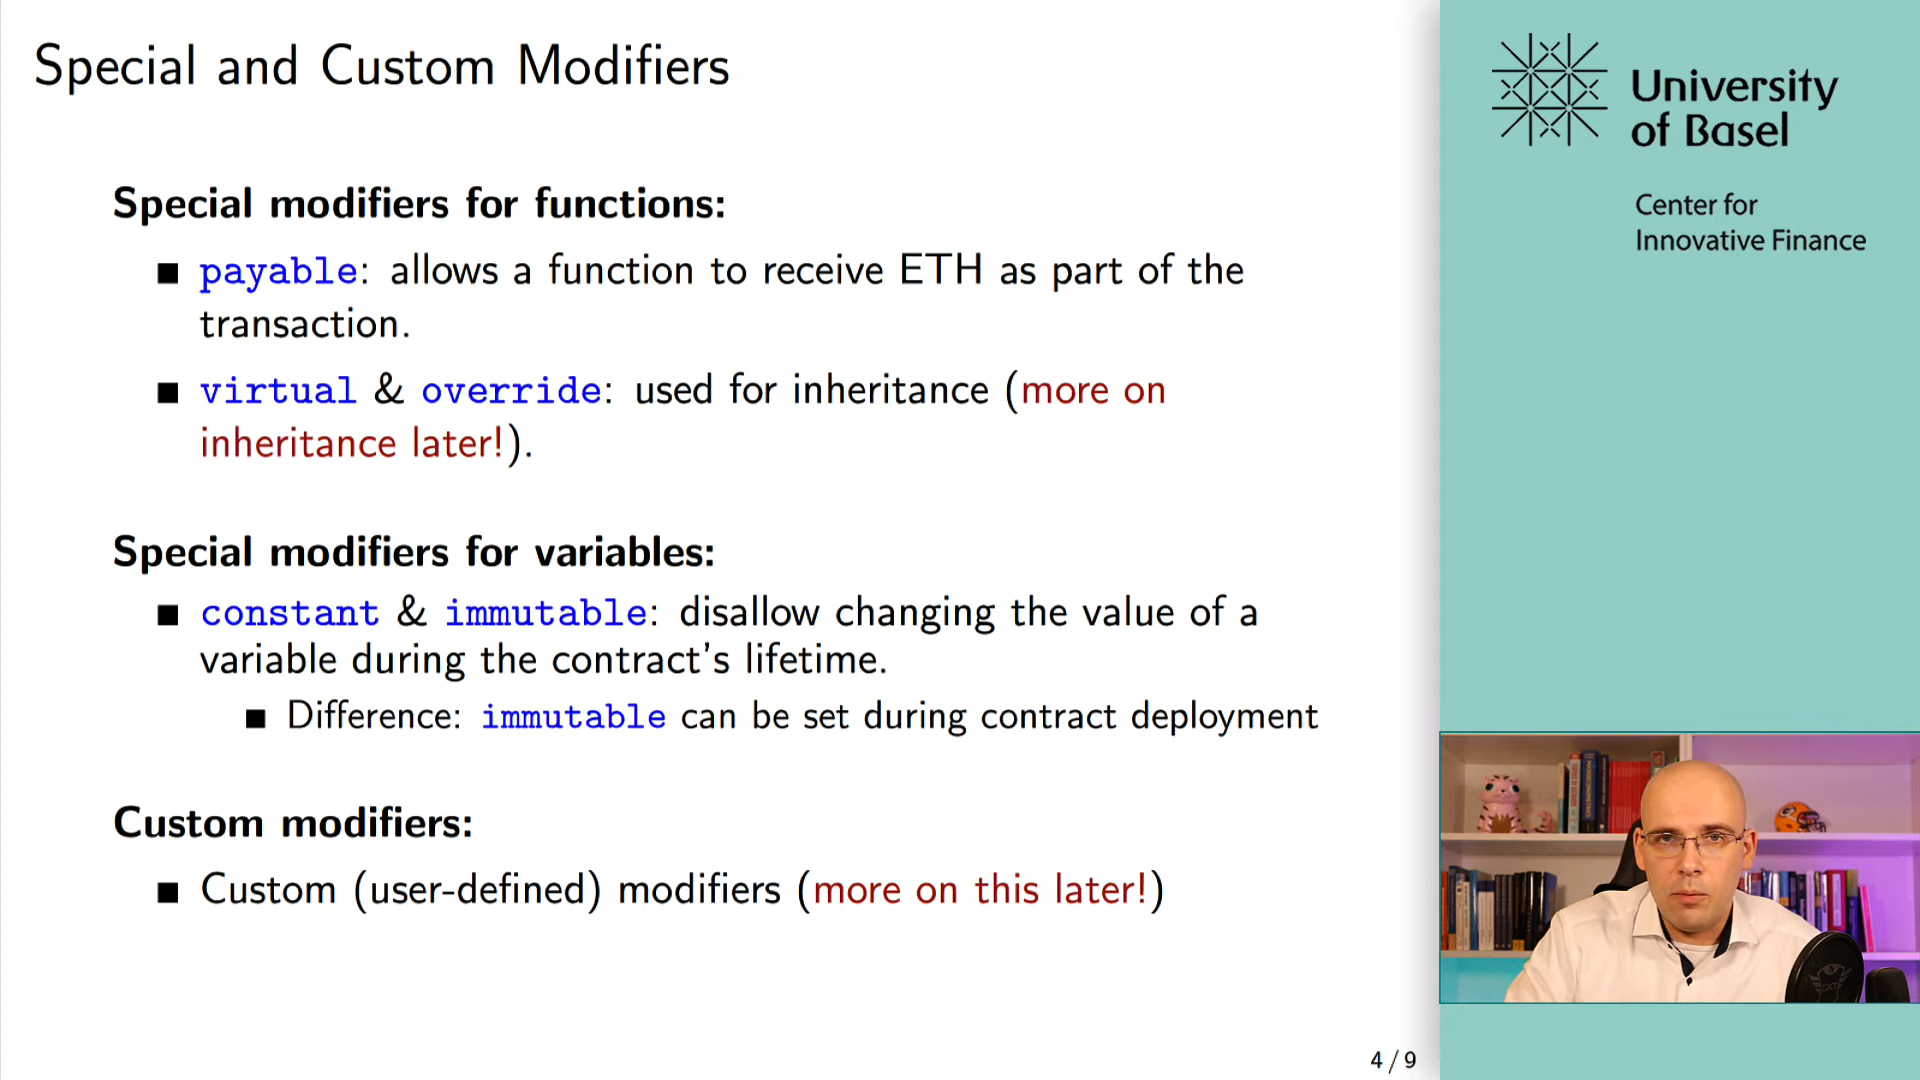 Special and Custom Modifiers
Special modifiers for functions:
payable: allows a function to receive ETH as part of the
transaction.
virtual & override: used for inheritance (more on
inheritance later!).
Special modifiers for variables:
constant & immutable: disallow changing the value of a
variable during the contract's lifetime.
Difference: immutable can be set during contract deployment
Custom modifiers:
Custom (user-defined) modifiers (more on this later!)
4 / 9
University
of Basel
Center for
Innovative Finance